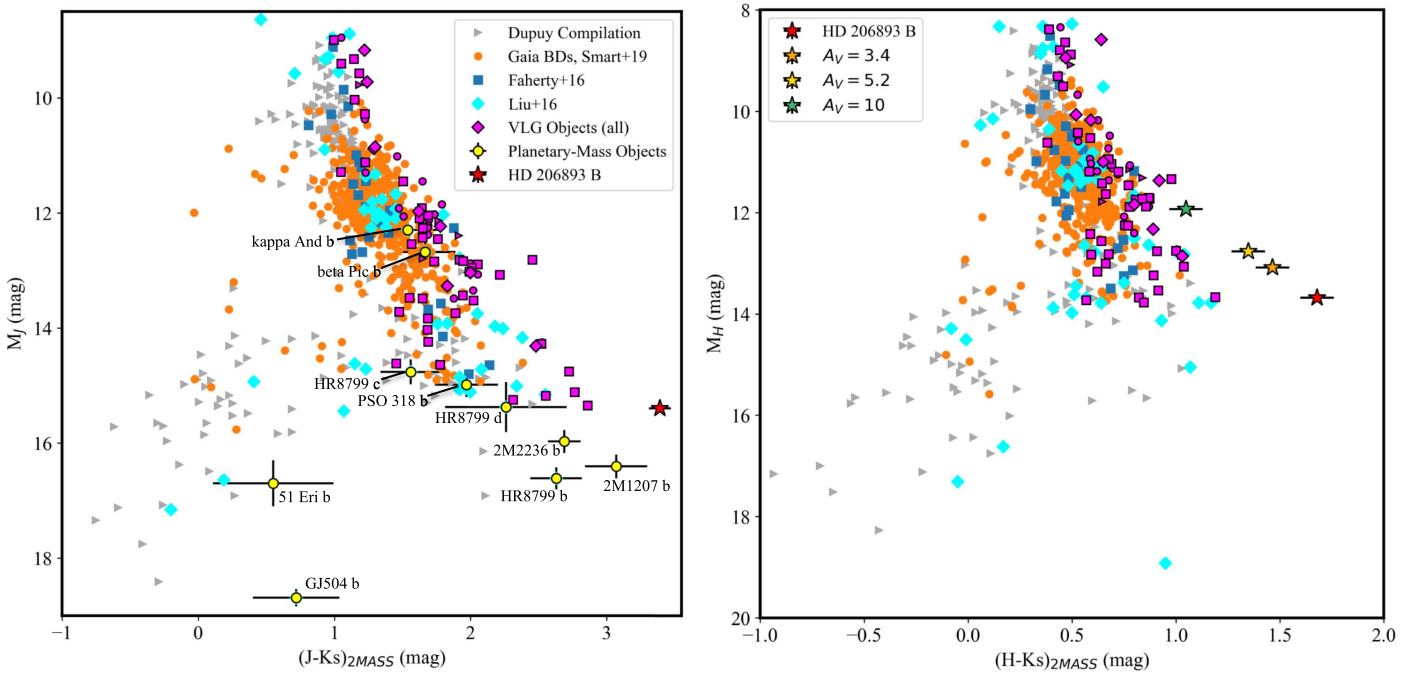 Dupuy Compilation
Gaia BDs, Smart+19
Faherty+16
Liu+16
VLG Objects (all)
Planetary-Mass Objects
HD 206893 B
kappa And b
beta Pic b
HR8799 c
PSO 318 b
HR8799 d
2M2236 b
2M1207 b
HR8799 b
51 Eri b
GJ504 b
10
12
14
16
18
M_J (mag)
−1
0
1
2
3
(J-Ks)_2MASS (mag)
HD 206893 B
A_V = 3.4
A_V = 5.2
A_V = 10
8
10
12
14
16
18
20
M_H (mag)
−1.0
−0.5
0.0
0.5
1.0
1.5
2.0
(H-Ks)_2MASS (mag)